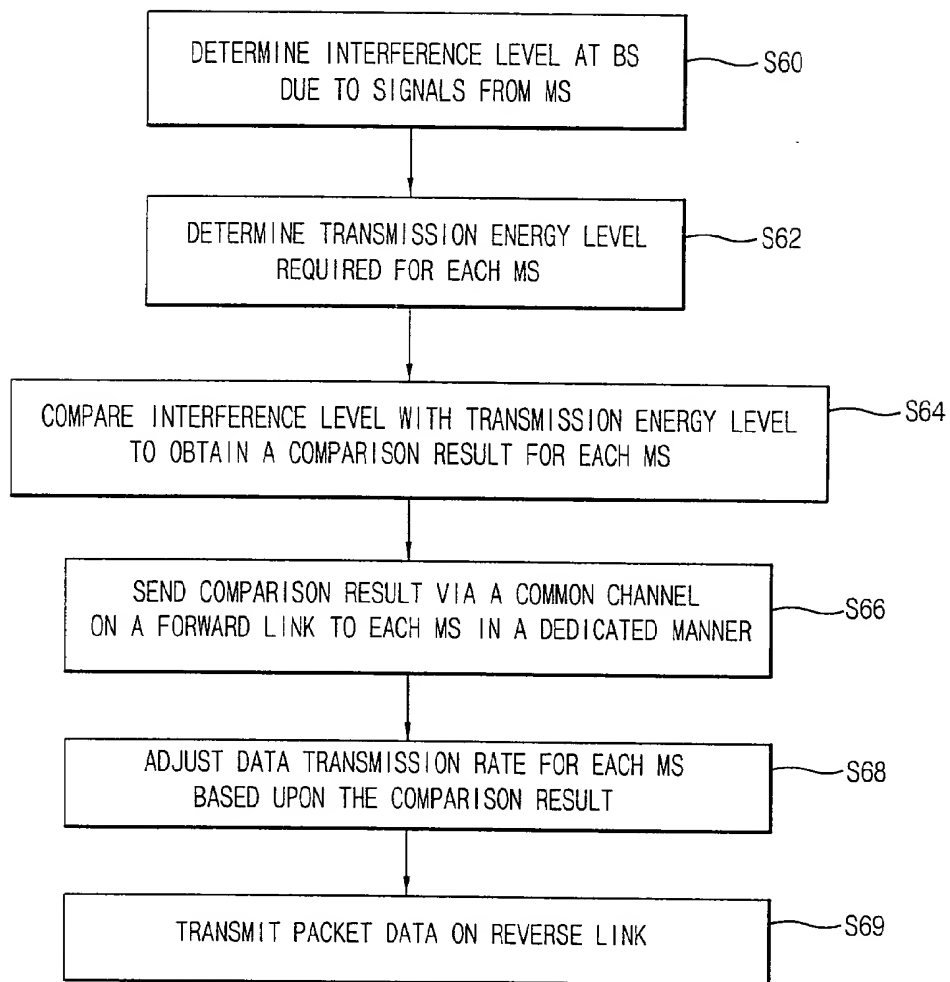 DETERMINE INTERFERENCE LEVEL AT BS
DUE TO SIGNALS FROM MS
S60
DETERMINE TRANSMISSION ENERGY LEVEL
REQUIRED FOR EACH MS
S62
COMPARE INTERFERENCE LEVEL WITH TRANSMISSION ENERGY LEVEL
TO OBTAIN A COMPARISON RESULT FOR EACH MS
S64
SEND COMPARISON RESULT VIA A COMMON CHANNEL
ON A FORWARD LINK TO EACH MS IN A DEDICATED MANNER
S66
ADJUST DATA TRANSMISSION RATE FOR EACH MS
BASED UPON THE COMPARISON RESULT
S68
TRANSMIT PACKET DATA ON REVERSE LINK
S69